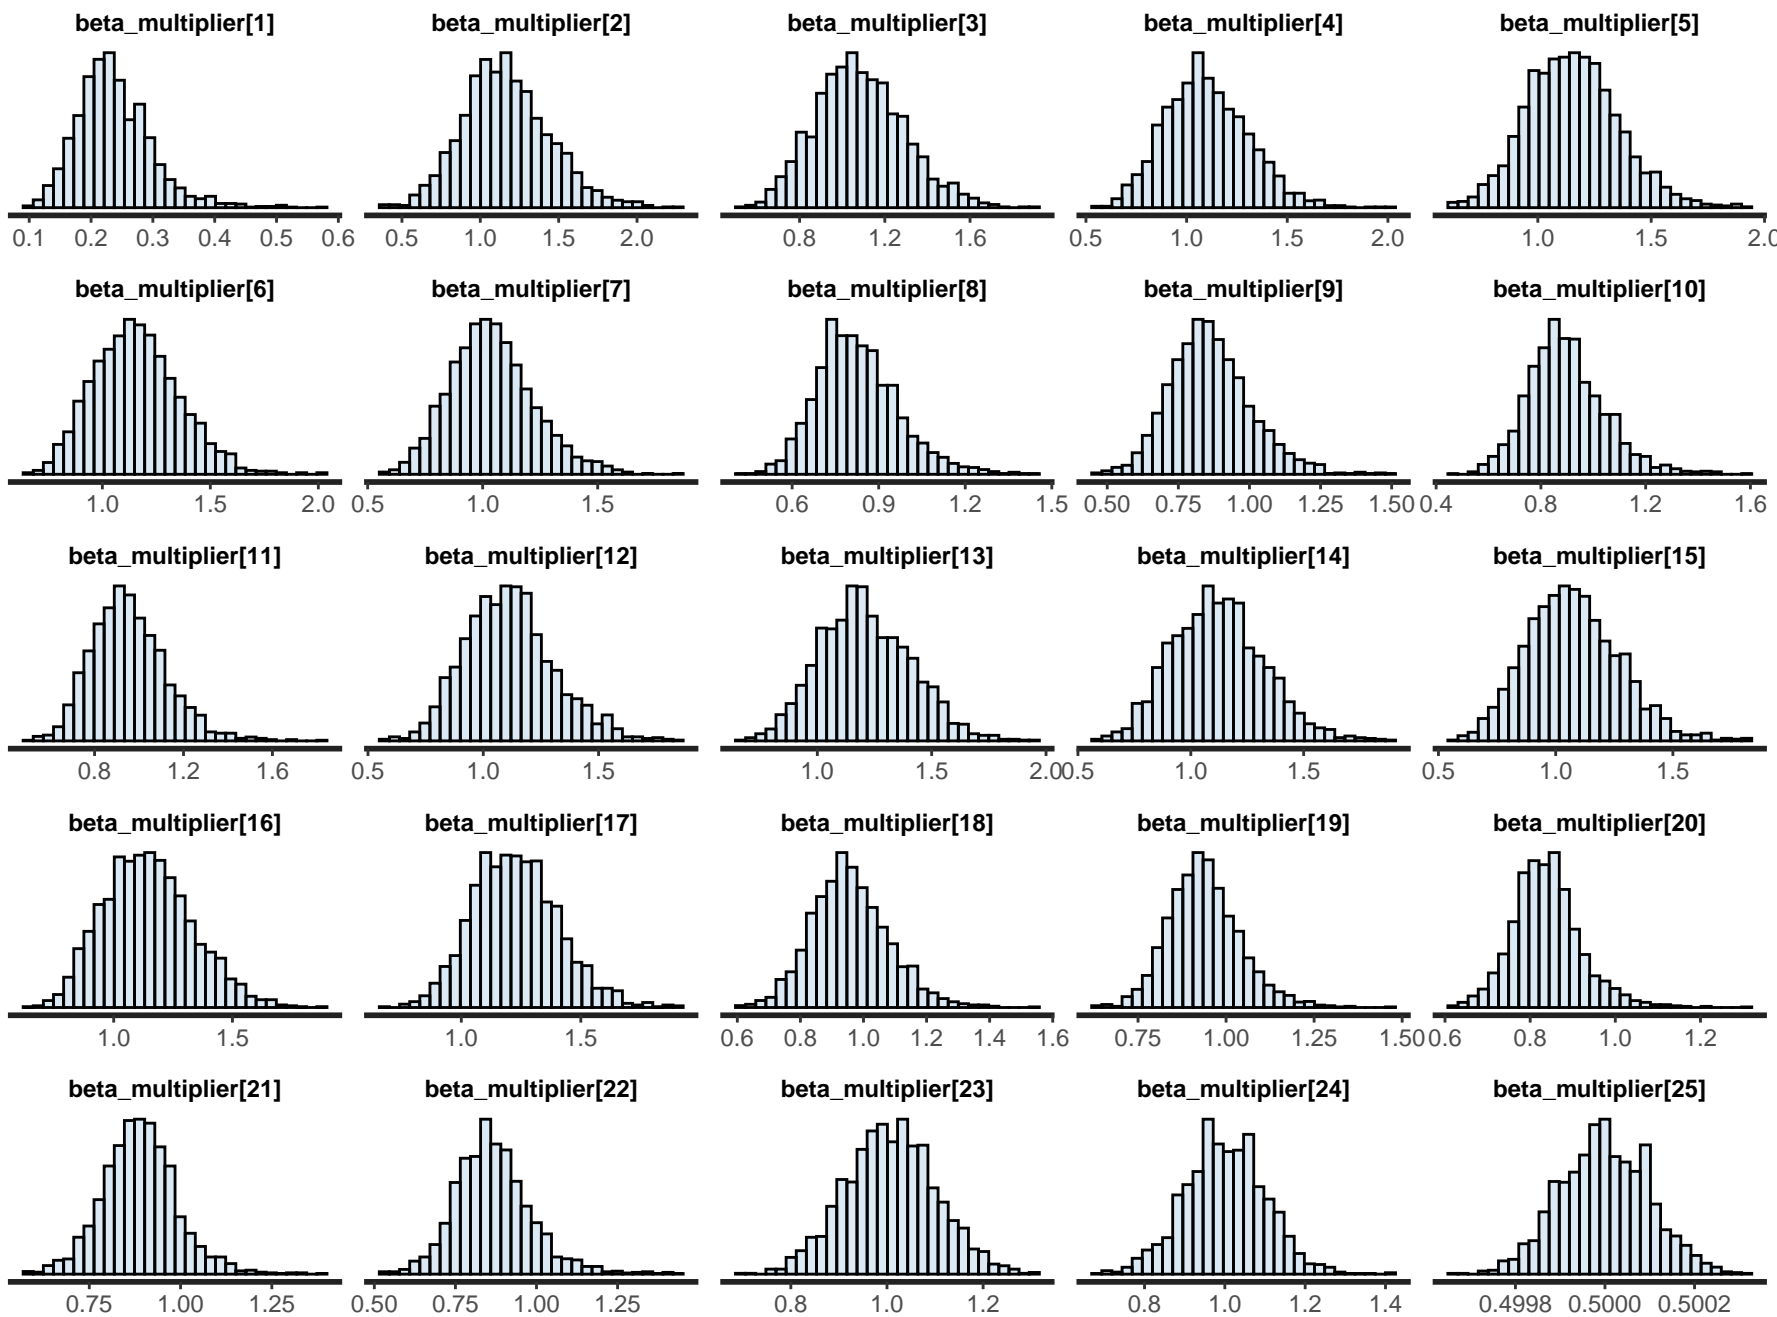 beta_multiplier[1] beta_multiplier[2] beta_multiplier[3] beta_multiplier[4] beta_multiplier[5]
0.1 0.2 0.3 0.4 0.5 0.6 0.5 1.0 1.5 2.0 0.8 1.2 1.6 0.5 1.0 1.5 2.0 1.0 1.5 2.0
beta_multiplier[6] beta_multiplier[7] beta_multiplier[8] beta_multiplier[9] beta_multiplier[10]
1.0 1.5 2.0 0.5 1.0 1.5 0.6 0.9 1.2 1.5 0.50 0.75 1.00 1.25 1.50 0.4 0.8 1.2 1.6
beta_multiplier[11] beta_multiplier[12] beta_multiplier[13] beta_multiplier[14] beta_multiplier[15]
0.8 1.2 1.6 0.5 1.0 1.5 1.0 1.5 2.0 0.5 1.0 1.5 0.5 1.0 1.5
beta_multiplier[16] beta_multiplier[17] beta_multiplier[18] beta_multiplier[19] beta_multiplier[20]
1.0 1.5 1.0 1.5 0.6 0.8 1.0 1.2 1.4 1.6 0.75 1.00 1.25 1.50 0.6 0.8 1.0 1.2
beta_multiplier[21] beta_multiplier[22] beta_multiplier[23] beta_multiplier[24] beta_multiplier[25]
0.75 1.00 1.25 0.50 0.75 1.00 1.25 0.8 1.0 1.2 0.8 1.0 1.2 1.4 0.4998 0.5000 0.5002